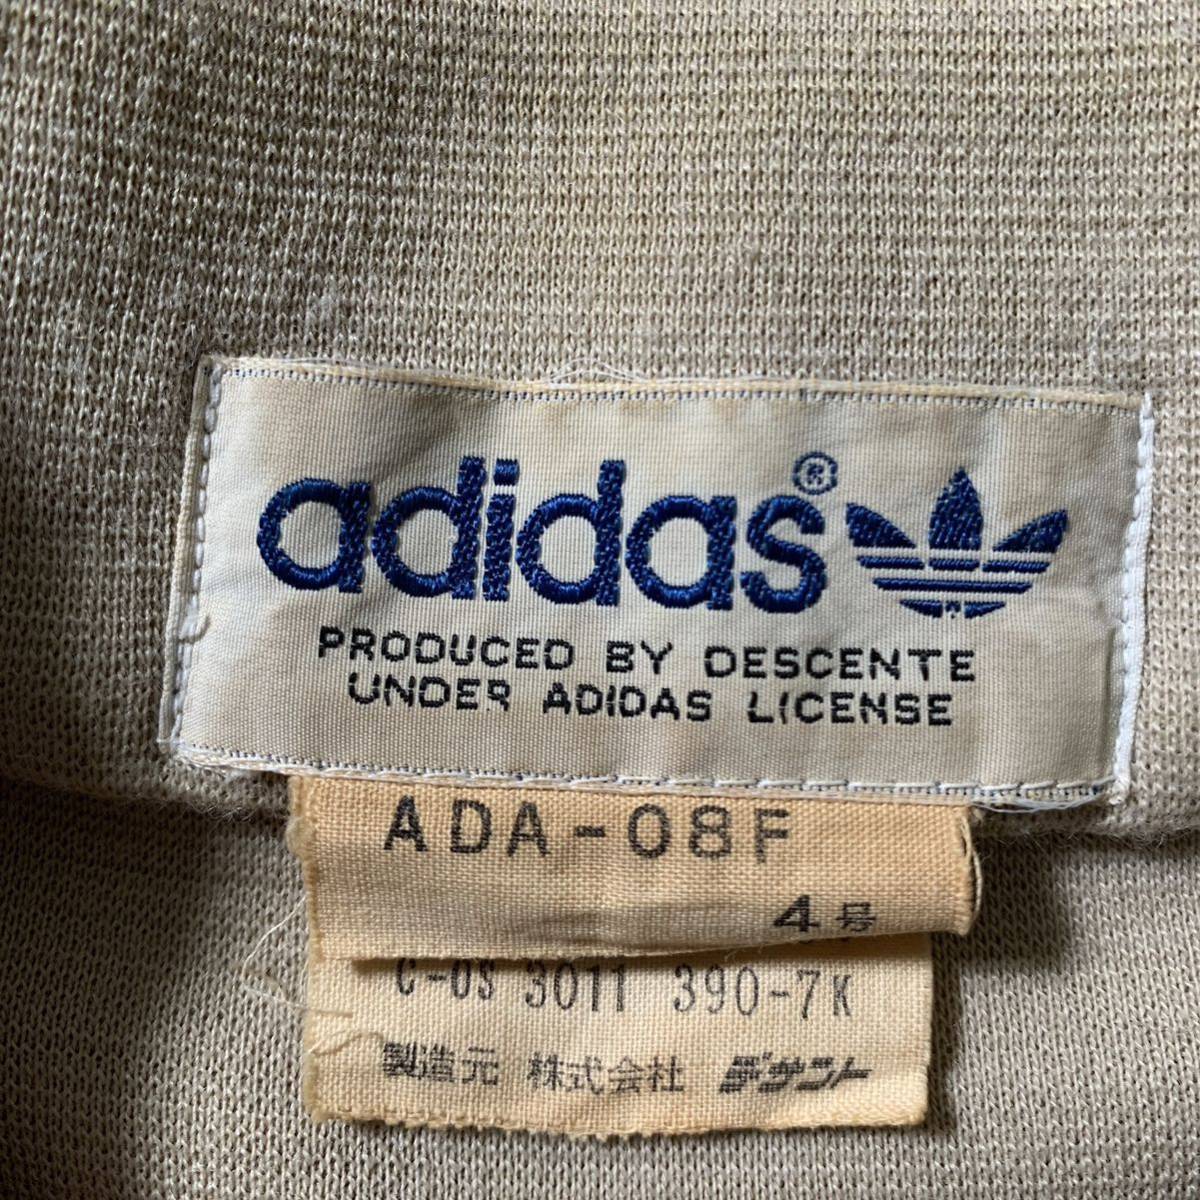 adidas®
PRODUCED BY DESCENTE
UNDER ADIDAS LICENSE
ADA-08F
4号
C-OS 3011 390-7K
製造元 株式会社 デサント